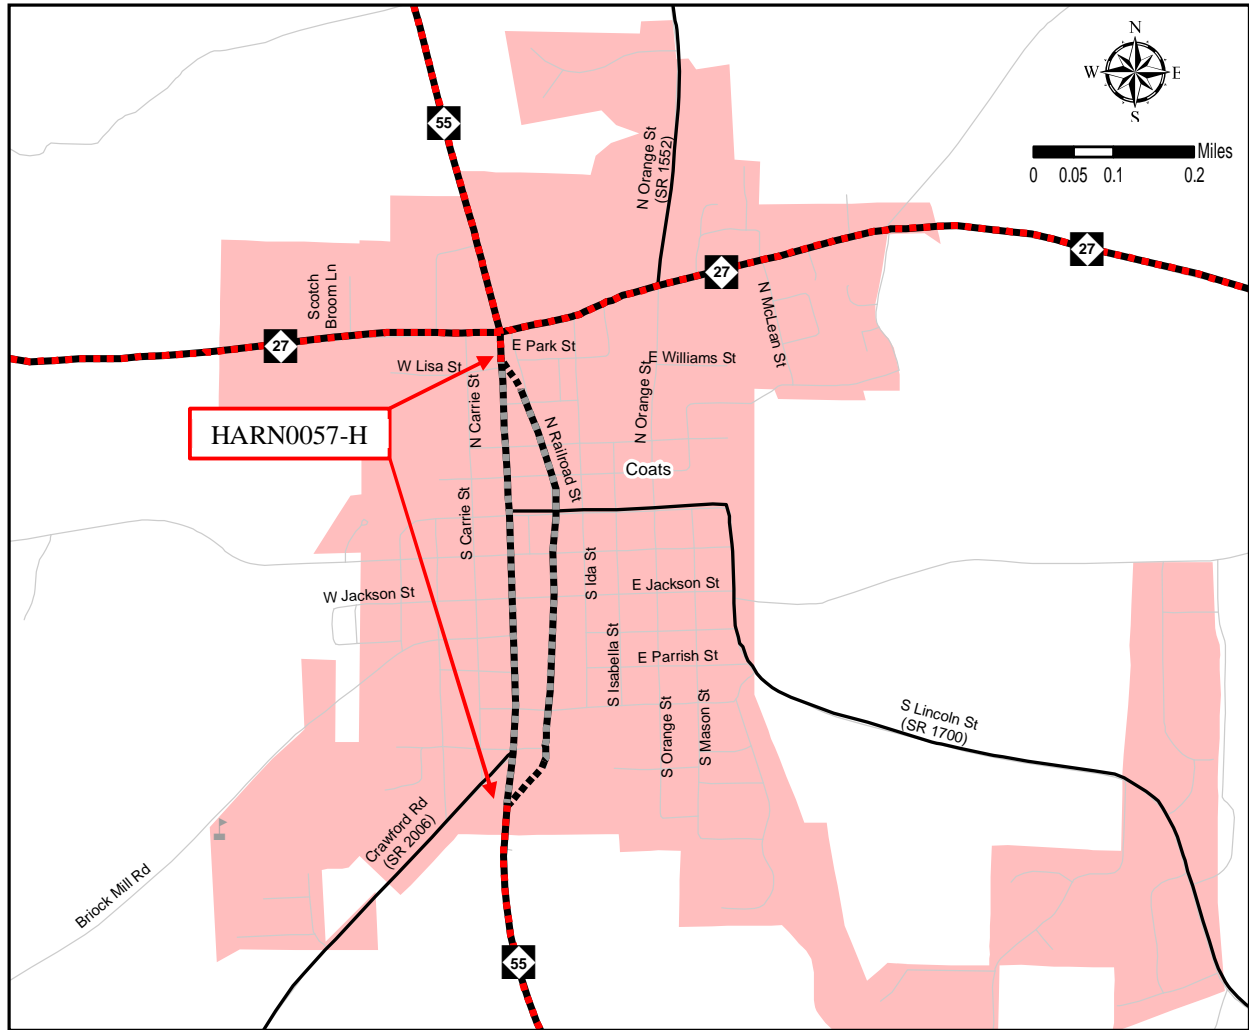 N
W E
S
Miles
0 0.05 0.1 0.2
55
N Orange St
(SR 1552)
27
27
Scotch
Broom Ln
N McLean St
27
E Park St
W Lisa St
E Williams St
N Carrie St
N Orange St
HARN0057-H
N Railroad St
Coats
S Carrie St
S Ida St
W Jackson St
E Jackson St
S Isabella St
E Parrish St
S Orange St
S Mason St
S Lincoln St
(SR 1700)
Crawford Rd
(SR 2006)
Briock Mill Rd
55